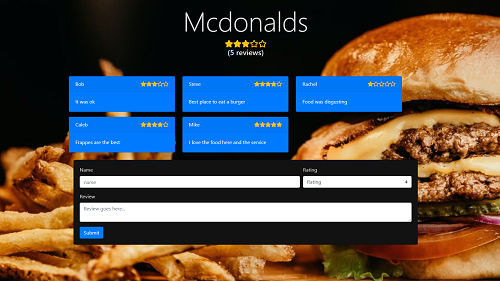 Mcdonalds
(5 reviews)
Bob
It was ok
Steve
Best place to eat a burger
Rachel
Food was disgusting
Caleb
Frappes are the best
Mike
I love the food here and the service
Name
name
Rating
Rating
Review
Review goes here...
Submit